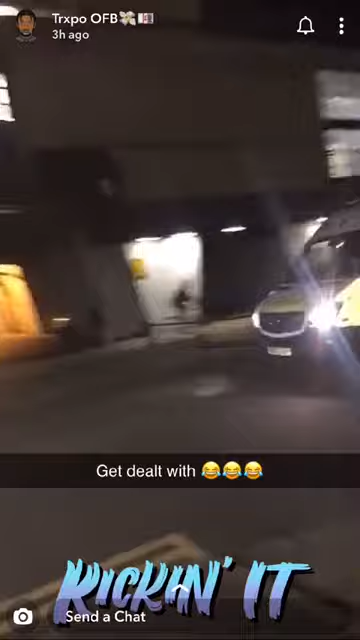 Trxpo OFB💸💷
3h ago
Get dealt with 😂😂😂
KICKIN' IT
Send a Chat